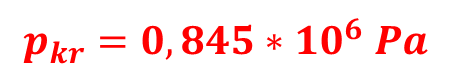 p_kr = 0,845 * 10^6 Pa